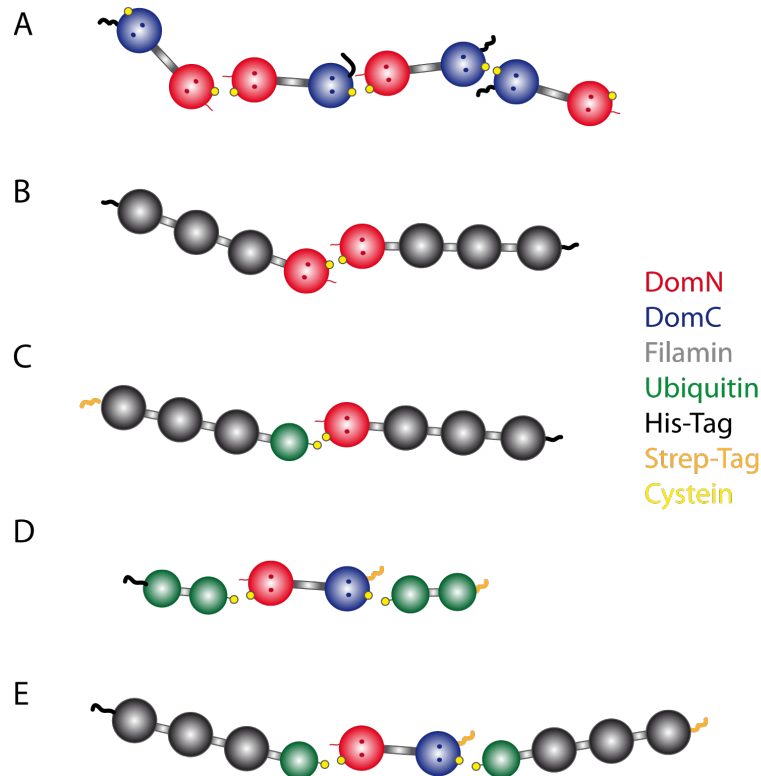 A
B
C
D
E
DomN
DomC
Filamin
Ubiquitin
His-Tag
Strep-Tag
Cystein